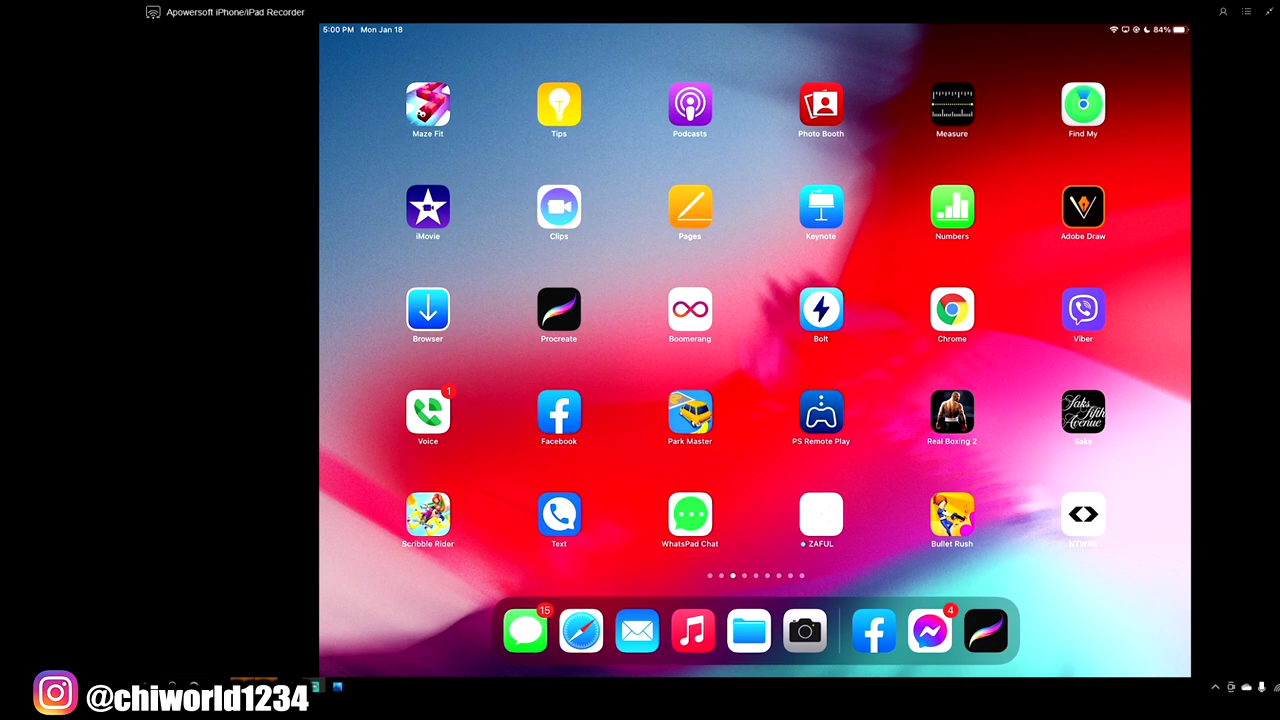 Apowersoft iPhone/iPad Recorder
5:00 PM Mon Jan 18
84%
Maze Fit
Tips
Podcasts
Photo Booth
Measure
Find My
iMovie
Clips
Pages
Keynote
Numbers
Adobe Draw
Browser
Procreate
Boomerang
Bolt
Chrome
Viber
1
Saks
fifth
Avenue
Voice
Facebook
Park Master
PS Remote Play
Real Boxing 2
Saks
Scribble Rider
Text
WhatsPad Chat
ZAFUL
Bullet Rush
NTWRK
15
4
@chiworld1234